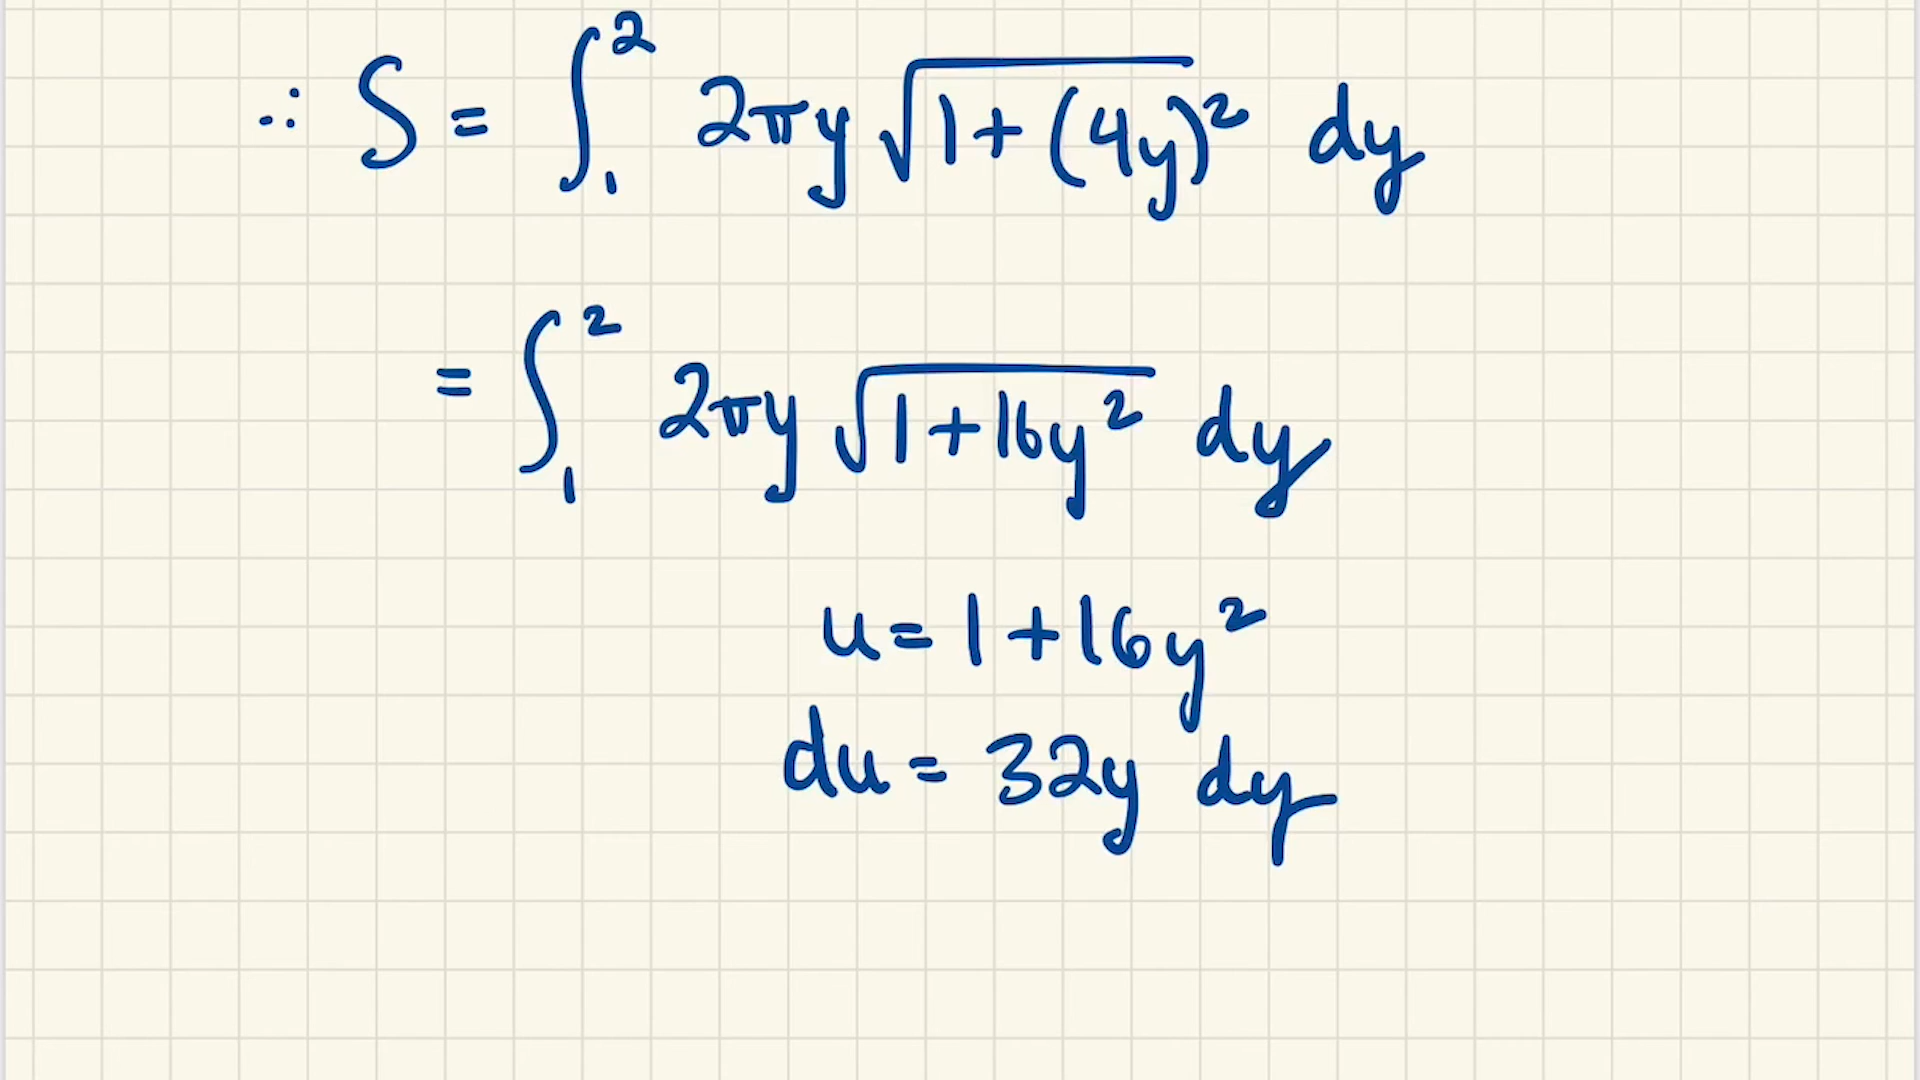 ∴ S = ∫₁² 2πy √(1 + (4y)²) dy
= ∫₁² 2πy √(1 + 16y²) dy
u = 1 + 16y²
du = 32y dy